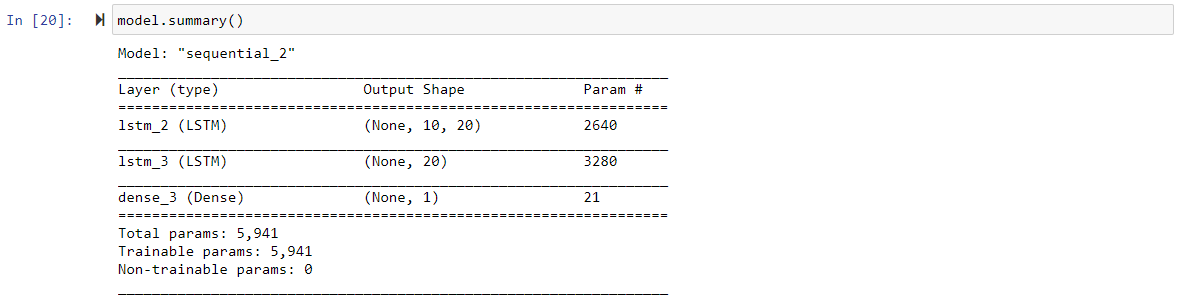 In [20]: model.summary()
Model: "sequential_2"
Layer (type) Output Shape Param #
=================================================================
lstm_2 (LSTM) (None, 10, 20) 2640
lstm_3 (LSTM) (None, 20) 3280
dense_3 (Dense) (None, 1) 21
=================================================================
Total params: 5,941
Trainable params: 5,941
Non-trainable params: 0